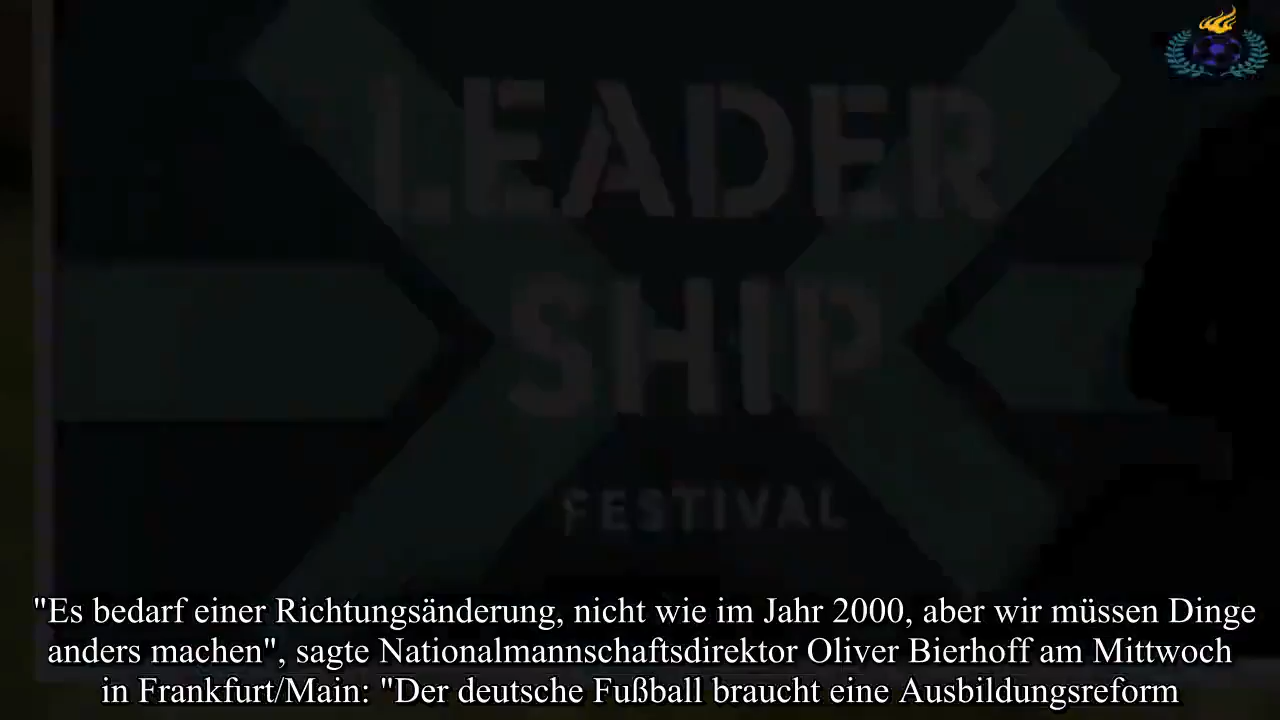 LEADER
SHIP
FESTIVAL
"Es bedarf einer Richtungsänderung, nicht wie im Jahr 2000, aber wir müssen Dinge
anders machen", sagte Nationalmannschaftsdirektor Oliver Bierhoff am Mittwoch
in Frankfurt/Main: "Der deutsche Fußball braucht eine Ausbildungsreform